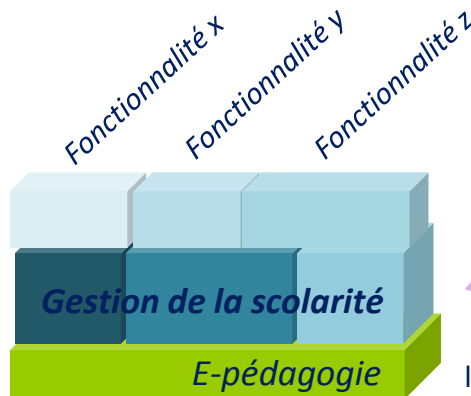 Fonctionnalité x
Fonctionnalité y
Fonctionnalité z
Gestion de la scolarité
E-pédagogie